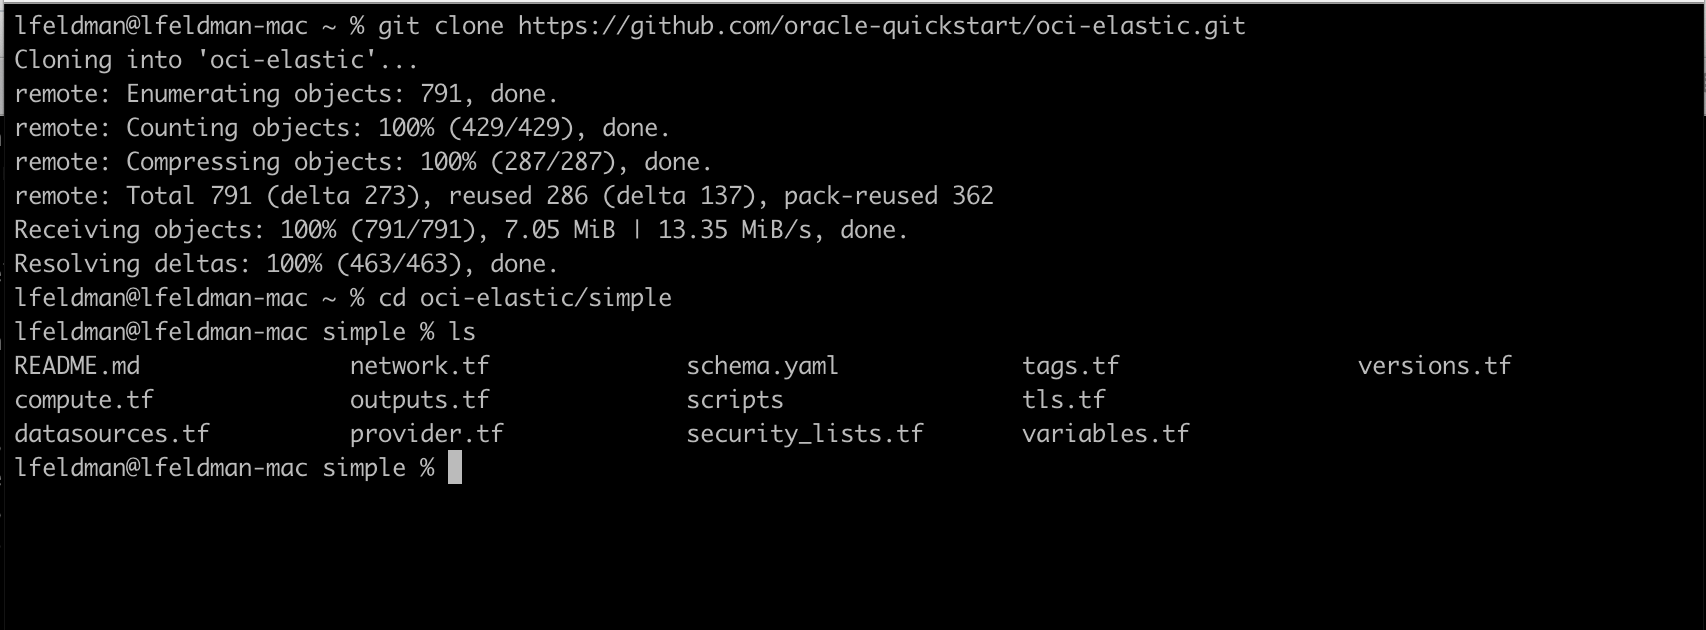 lfeldman@lfeldman-mac ~ % git clone https://github.com/oracle-quickstart/oci-elastic.git
Cloning into 'oci-elastic'...
remote: Enumerating objects: 791, done.
remote: Counting objects: 100% (429/429), done.
remote: Compressing objects: 100% (287/287), done.
remote: Total 791 (delta 273), reused 286 (delta 137), pack-reused 362
Receiving objects: 100% (791/791), 7.05 MiB | 13.35 MiB/s, done.
Resolving deltas: 100% (463/463), done.
lfeldman@lfeldman-mac ~ % cd oci-elastic/simple
lfeldman@lfeldman-mac simple % ls
README.md network.tf schema.yaml tags.tf versions.tf
compute.tf outputs.tf scripts tls.tf
datasources.tf provider.tf security_lists.tf variables.tf
lfeldman@lfeldman-mac simple %